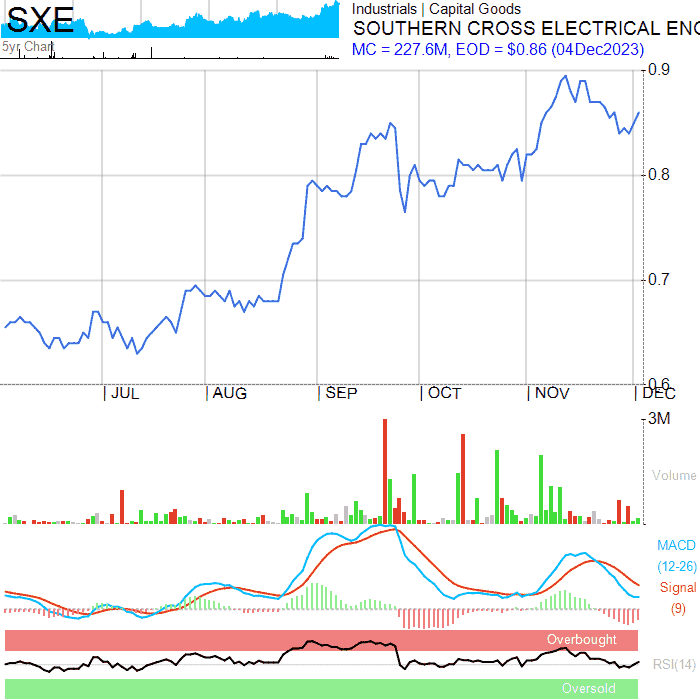 SXE
5yr Chart
Industrials | Capital Goods
SOUTHERN CROSS ELECTRICAL ENG
MC = 227.6M, EOD = $0.86 (04Dec2023)
0.9
0.8
0.7
0.6
JUL AUG SEP OCT NOV DEC
3M
Volume
MACD
(12-26)
Signal
(9)
Overbought
RSI(14)
Oversold